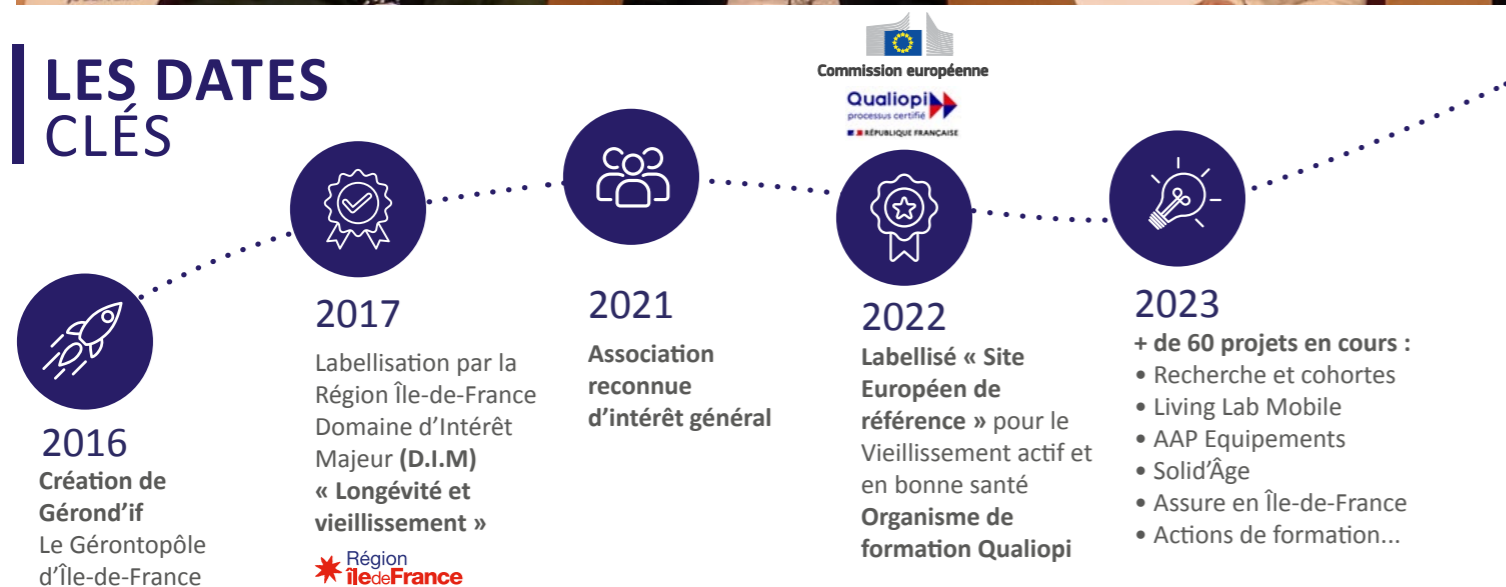 LES DATES
CLÉS
2016
Création de
Gérond'if
Le Gérontopôle
d'Île-de-France
2017
Labellisation par la
Région Île-de-France
Domaine d'Intérêt
Majeur (D.I.M)
« Longévité et
vieillissement »
Région
îledeFrance
2021
Association
reconnue
d'intérêt général
Commission européenne
Qualiopi
processus certifié
RÉPUBLIQUE FRANÇAISE
2022
Labellisé « Site
Européen de
référence » pour le
Vieillissement actif et
en bonne santé
Organisme de
formation Qualiopi
2023
+ de 60 projets en cours :
• Recherche et cohortes
• Living Lab Mobile
• AAP Equipements
• Solid'Âge
• Assure en Île-de-France
• Actions de formation...